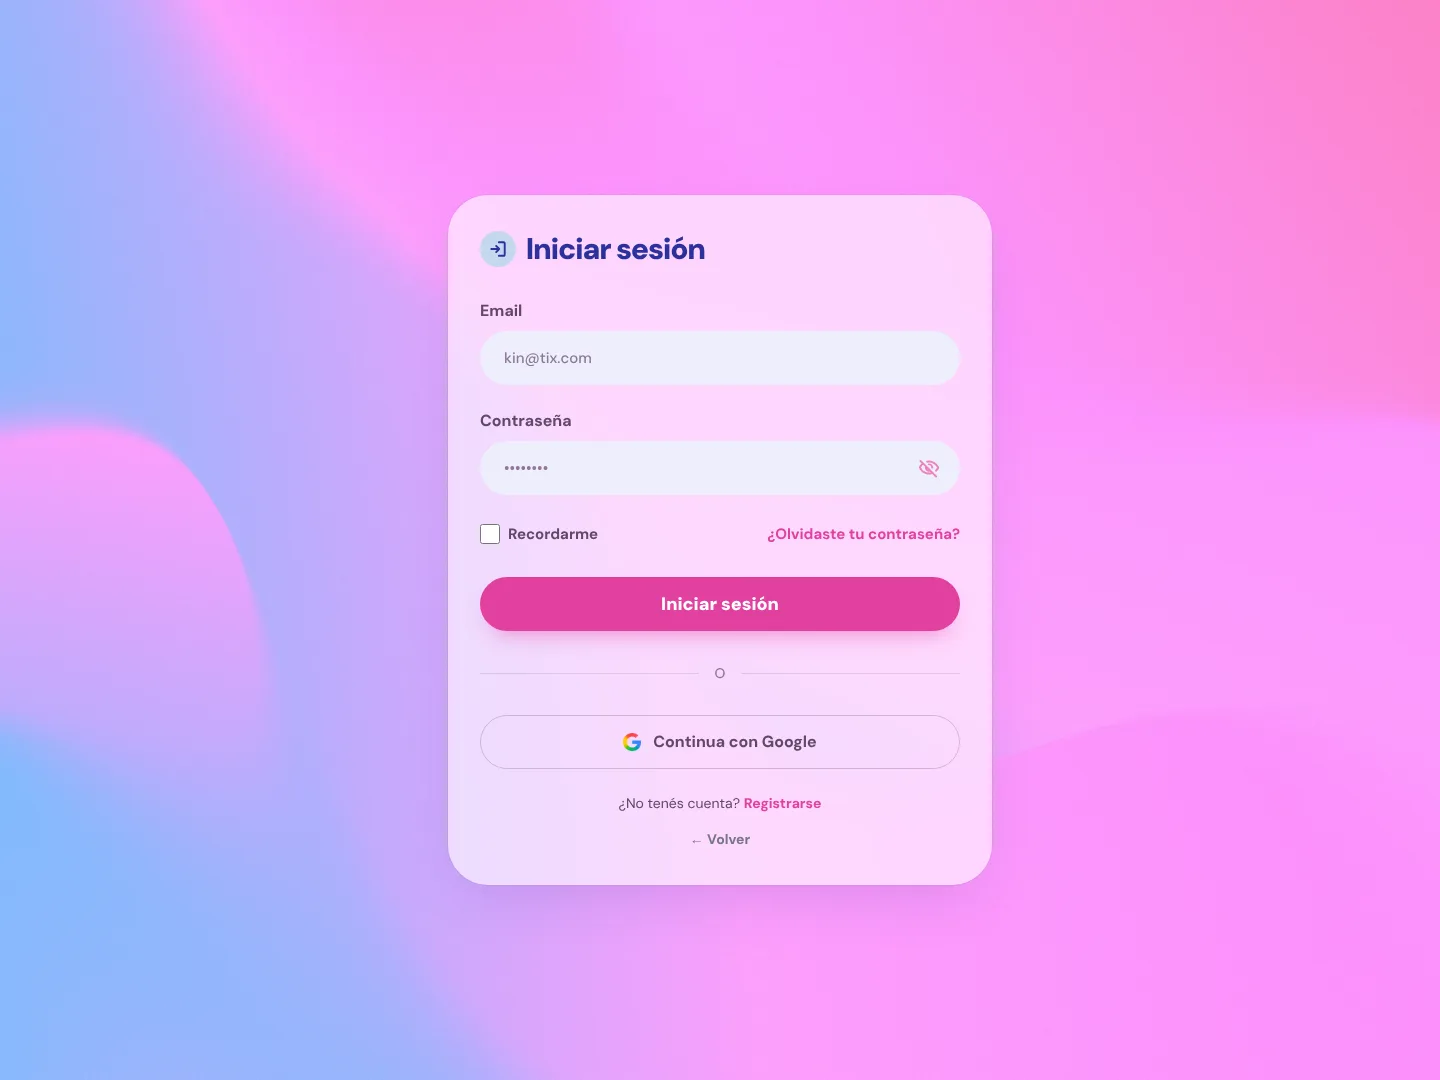 Iniciar sesión
Email
kin@tix.com
Contraseña
••••••••
Recordarme
¿Olvidaste tu contraseña?
Iniciar sesión
O
Continua con Google
¿No tenés cuenta? Registrarse
← Volver